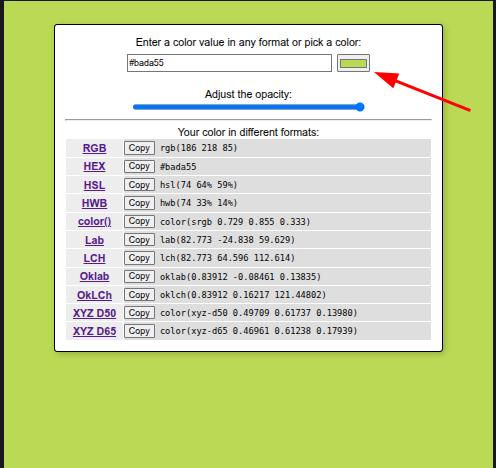 Enter a color value in any format or pick a color:
#bada55
Adjust the opacity:
Your color in different formats:
RGB Copy rgb(186 218 85)
HEX Copy #bada55
HSL Copy hsl(74 64% 59%)
HWB Copy hwb(74 33% 14%)
color() Copy color(srgb 0.729 0.855 0.333)
Lab Copy lab(82.773 -24.838 59.629)
LCH Copy lch(82.773 64.596 112.614)
Oklab Copy oklab(0.83912 -0.08461 0.13835)
OkLCh Copy oklch(0.83912 0.16217 121.44802)
XYZ D50 Copy color(xyz-d50 0.49709 0.61737 0.13980)
XYZ D65 Copy color(xyz-d65 0.46961 0.61238 0.17939)